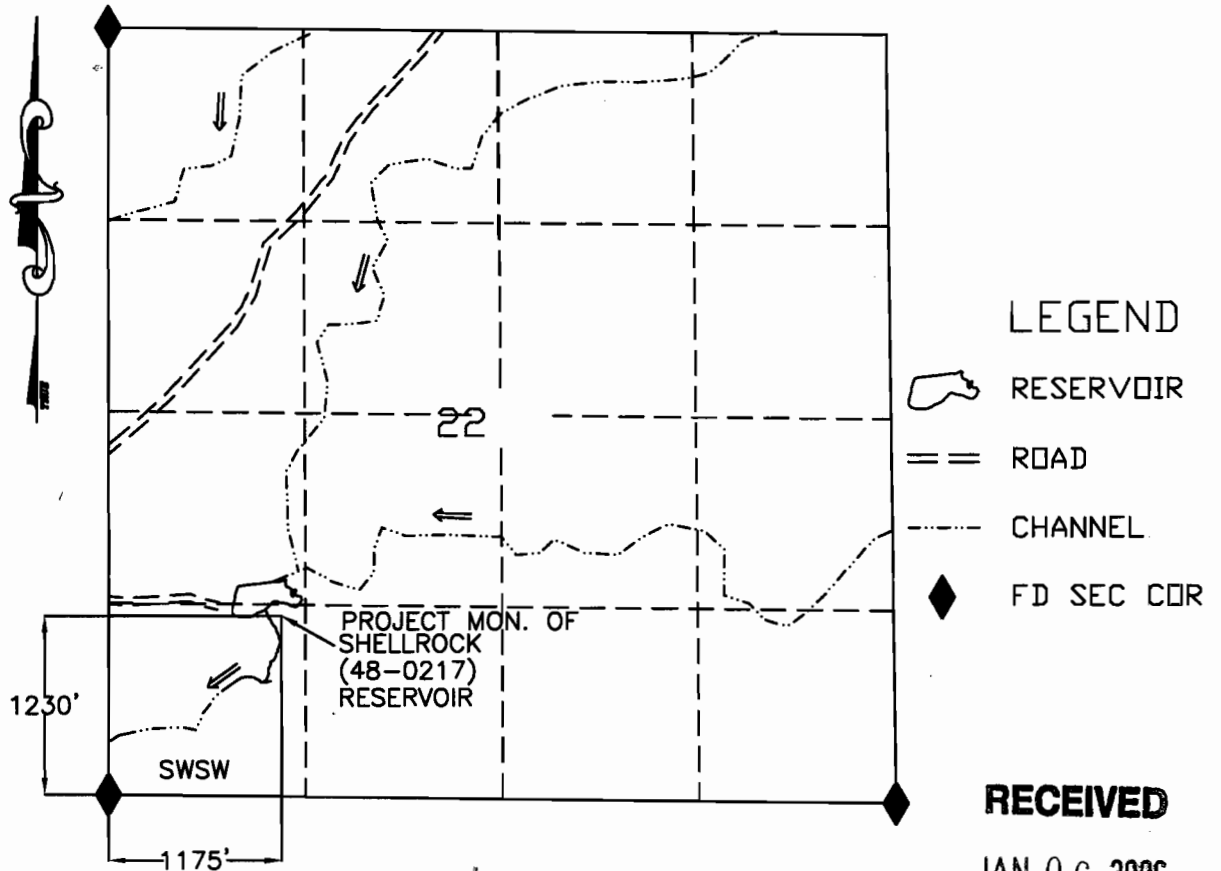 22
LEGEND
RESERVOIR
ROAD
CHANNEL
FD SEC COR
PROJECT MON. OF
SHELLROCK
(48-0217)
RESERVOIR
1230'
SWSW
1175'
RECEIVED